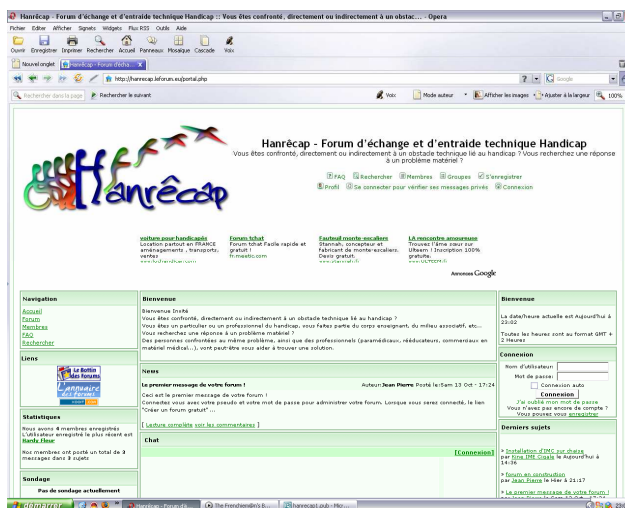 Hanrêcap - Forum d'échange et d'entraide technique Handicap :: Vous êtes confronté, directement ou indirectement à un obstac... - Opera
Fichier Editer Afficher Signets Widgets Flux RSS Outils Aide
Ouvrir Enregistrer Imprimer Rechercher Accueil Panneaux Mosaïque Cascade Voix
Nouvel onglet Hanrêcap - Forum d'écha... X
http://hanrecap.leforum.eu/portal.php ? Google
Rechercher dans la page Rechercher le suivant Voix Mode auteur Afficher les images Ajuster à la largeur 100%
Hanrêcap
Hanrêcap - Forum d'échange et d'entraide technique Handicap
Vous êtes confronté, directement ou indirectement à un obstacle technique lié au handicap ? Vous recherchez une réponse
à un problème matériel ?
FAQ Rechercher Membres Groupes S'enregistrer
Profil Se connecter pour vérifier ses messages privés Connexion
voiture pour handicapés
Location partout en FRANCE
aménagements , transports,
ventes
Forum tchat
Forum tchat Facile rapide et
gratuit !
fr.meetic.com
Fauteuil monte-escaliers
Stannah, concepteur et
fabricant de monte-escaliers.
Devis gratuit.
LA rencontre amoureuse
Trouvez l'âme sœur sur
Ulteem ! Inscription 100%
gratuite.
Annonces Google
Navigation
Accueil
Forum
Membres
FAQ
Rechercher
Liens
Le Bottin
des Forums
L'annuaire
des Forums
Statistiques
Nous avons 4 membres enregistrés
L'utilisateur enregistré le plus récent est
Hardy Fleur
Nos membres ont posté un total de 3
messages dans 3 sujets
Sondage
Pas de sondage actuellement
Bienvenue
Bienvenue Invité
Vous êtes confronté, directement ou indirectement à un obstacle technique lié au handicap ?
Vous êtes un particulier ou un professionnel du handicap, vous faites partie du corps enseignant, du milieu associatif, etc...
Vous recherchez une réponse à un problème matériel ?
Des personnes confrontées au même problème, ainsi que des professionnels (paramédicaux, rééducateurs, commerciaux en
matériel médical...), vont peut-être vous aider à trouver une solution.
News
Le premier message de votre forum ! Auteur: Jean Pierre Posté le: Sam 13 Oct - 17:24
Ceci est le premier message de votre forum !
Connectez vous avec votre pseudo et votre mot de passe pour administrer votre forum. Lorsque vous serez connecté, le lien
"Créer un forum gratuit" ...
[ Lecture complète voir les commentaires ]
Chat
[Connexion]
Bienvenue
La date/heure actuelle est Aujourd'hui à
23:02
Toutes les heures sont au format GMT +
2 Heures
Connexion
Nom d'utilisateur:
Mot de passe:
Connexion auto
Connexion
J'ai oublié mon mot de passe
Vous n'avez pas encore de compte ?
Vous pouvez vous enregistrer
Derniers sujets
» Installation d'IMC sur chaise
par Kine IME Cigale le Aujourd'hui à
14:36
» forum en construction
par Jean Pierre le Hier à 21:17
» Le premier message de votre forum !
démarrer Hanrêcap - Forum d'é... The Frenchem@n's B... hanrecap1.pub - Micr...